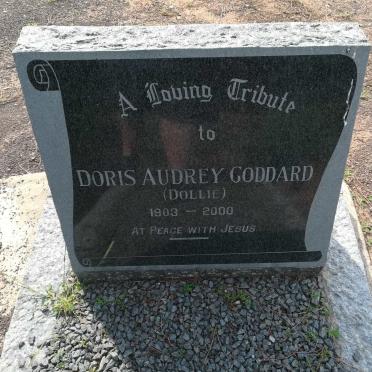 A Loving Tribute
to
DORIS AUDREY GODDARD
(DOLLIE)
1903 — 2000
AT PEACE WITH JESUS